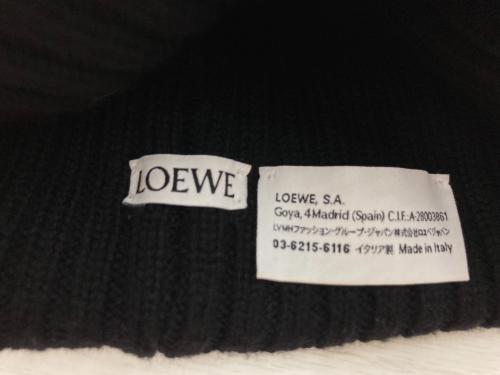 LOEWE
LOEWE, S.A.
Goya, 4 Madrid (Spain) C.I.F.: A-28003861
LVMHファッション・グループ・ジャパン株式会社ロエベジャパン
03-6215-6116 イタリア製 Made in Italy